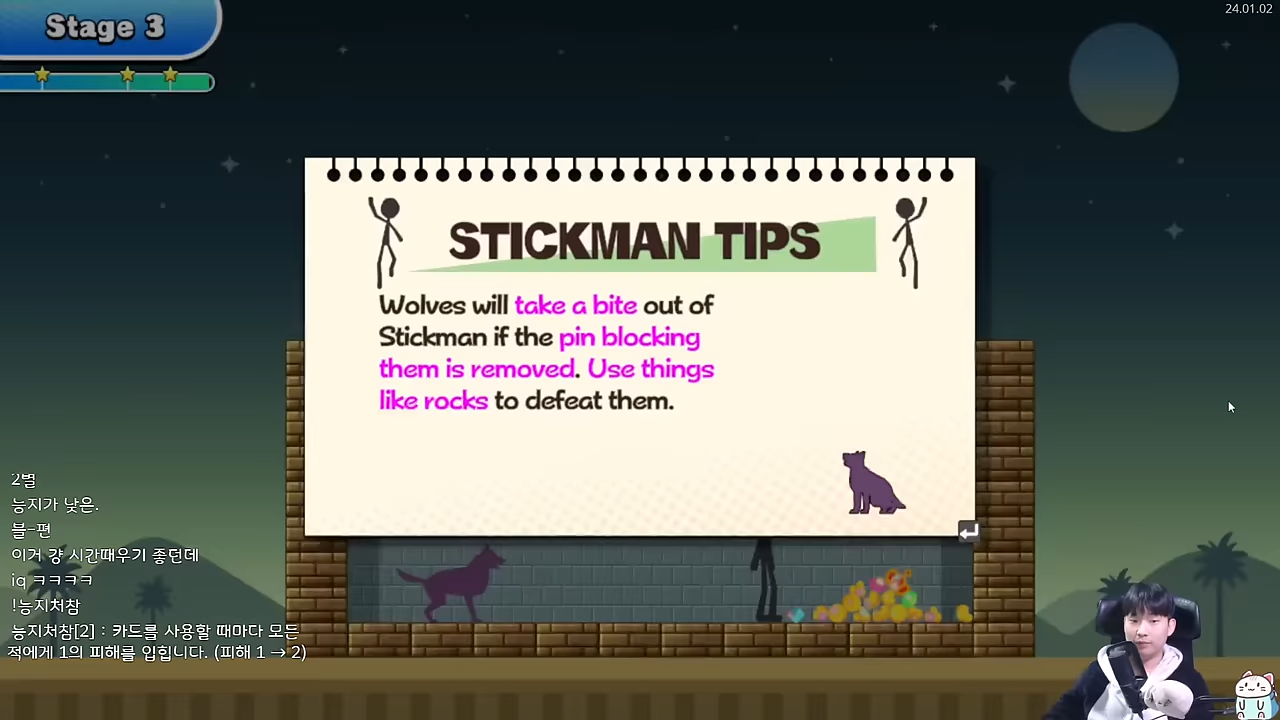 Stage 3
24.01.02
STICKMAN TIPS
Wolves will take a bite out of
Stickman if the pin blocking
them is removed. Use things
like rocks to defeat them.
2별
능지가 낮은.
블-편
이거 걍 시간때우기 좋던데
iq ㅋㅋㅋㅋ
!능지처참
능지처참[2] : 카드를 사용할 때마다 모든
적에게 1의 피해를 입힙니다. (피해 1 → 2)